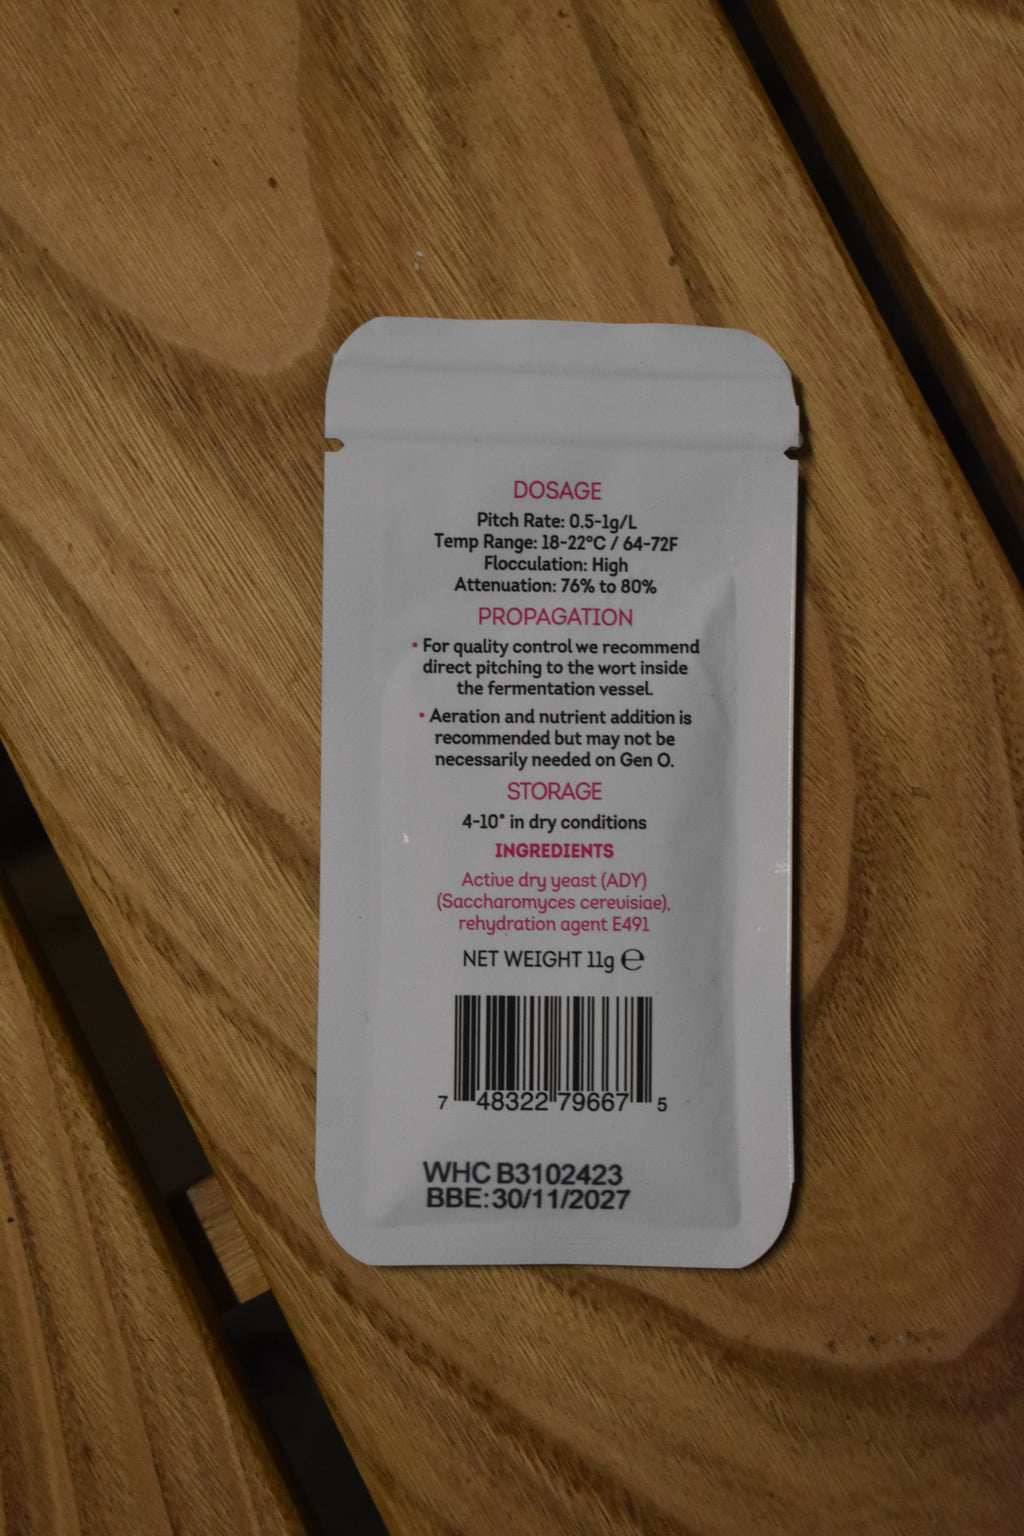 DOSAGE
Pitch Rate: 0.5-1g/L
Temp Range: 18-22°C / 64-72F
Flocculation: High
Attenuation: 76% to 80%
PROPAGATION
• For quality control we recommend
direct pitching to the wort inside
the fermentation vessel.
• Aeration and nutrient addition is
recommended but may not be
necessarily needed on Gen O.
STORAGE
4-10° in dry conditions
INGREDIENTS
Active dry yeast (ADY)
(Saccharomyces cerevisiae),
rehydration agent E491
NET WEIGHT 11g ℮
7 48322 79667 5
WHC B3102423
BBE: 30/11/2027